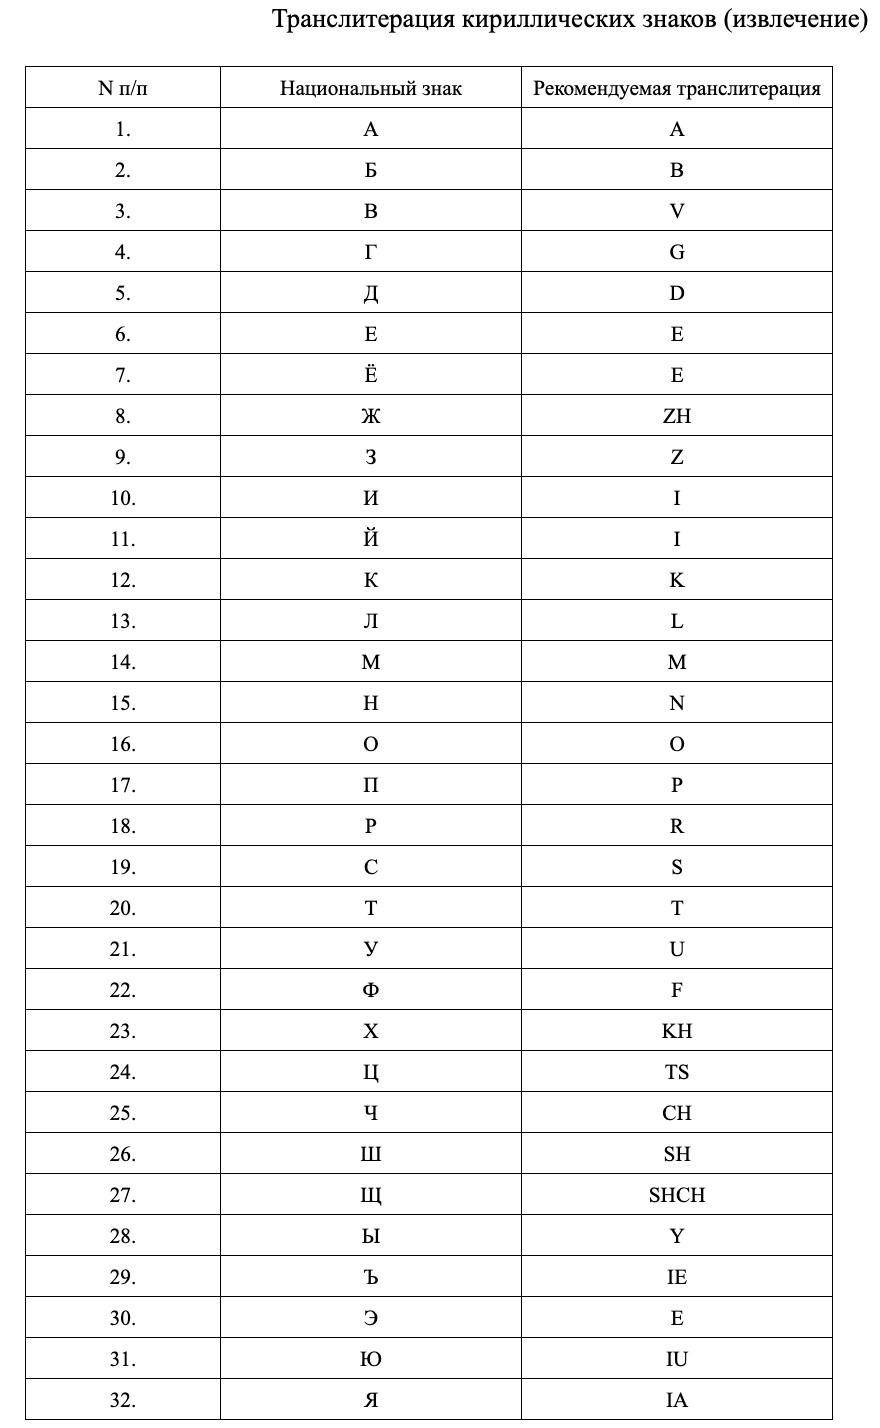 Транслитерация кириллических знаков (извлечение)
N п/п Национальный знак Рекомендуемая транслитерация
1. А A
2. Б B
3. В V
4. Г G
5. Д D
6. Е E
7. Ё E
8. Ж ZH
9. З Z
10. И I
11. Й I
12. К K
13. Л L
14. М M
15. Н N
16. О O
17. П P
18. Р R
19. С S
20. Т T
21. У U
22. Ф F
23. Х KH
24. Ц TS
25. Ч CH
26. Ш SH
27. Щ SHCH
28. Ы Y
29. Ъ IE
30. Э E
31. Ю IU
32. Я IA